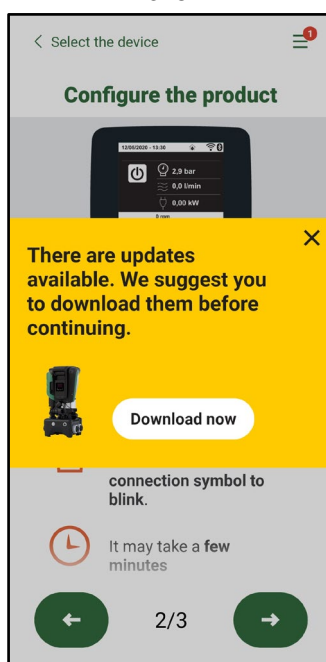 < Select the device
1
Configure the product
12/06/2020 - 13:30
2,9 bar
0,0 l/min
0,00 kW
There are updates
available. We suggest you
to download them before
continuing.
Download now
connection symbol to
blink.
It may take a few
minutes
2/3